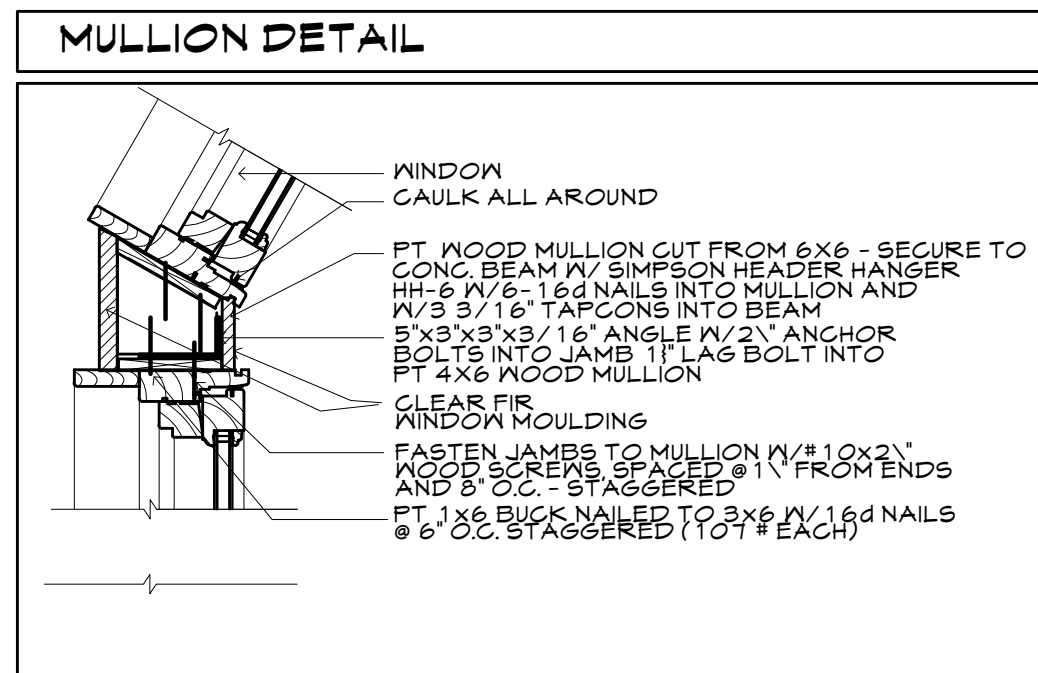 MULLION DETAIL
WINDOW
CAULK ALL AROUND
PT WOOD MULLION CUT FROM 6X6 - SECURE TO
CONC. BEAM W/ SIMPSON HEADER HANGER
HH-6 W/6-16d NAILS INTO MULLION AND
W/3 3/16" TAPCONS INTO BEAM
5"x3"x3"x3/16" ANGLE W/2\" ANCHOR
BOLTS INTO JAMB 1}" LAG BOLT INTO
PT 4X6 WOOD MULLION
CLEAR FIR
WINDOW MOULDING
FASTEN JAMBS TO MULLION W/#10x2\"
WOOD SCREWS, SPACED @ 1\" FROM ENDS
AND 8" O.C. - STAGGERED
PT 1x6 BUCK NAILED TO 3x6 W/16d NAILS
@ 6" O.C. STAGGERED (107 # EACH)